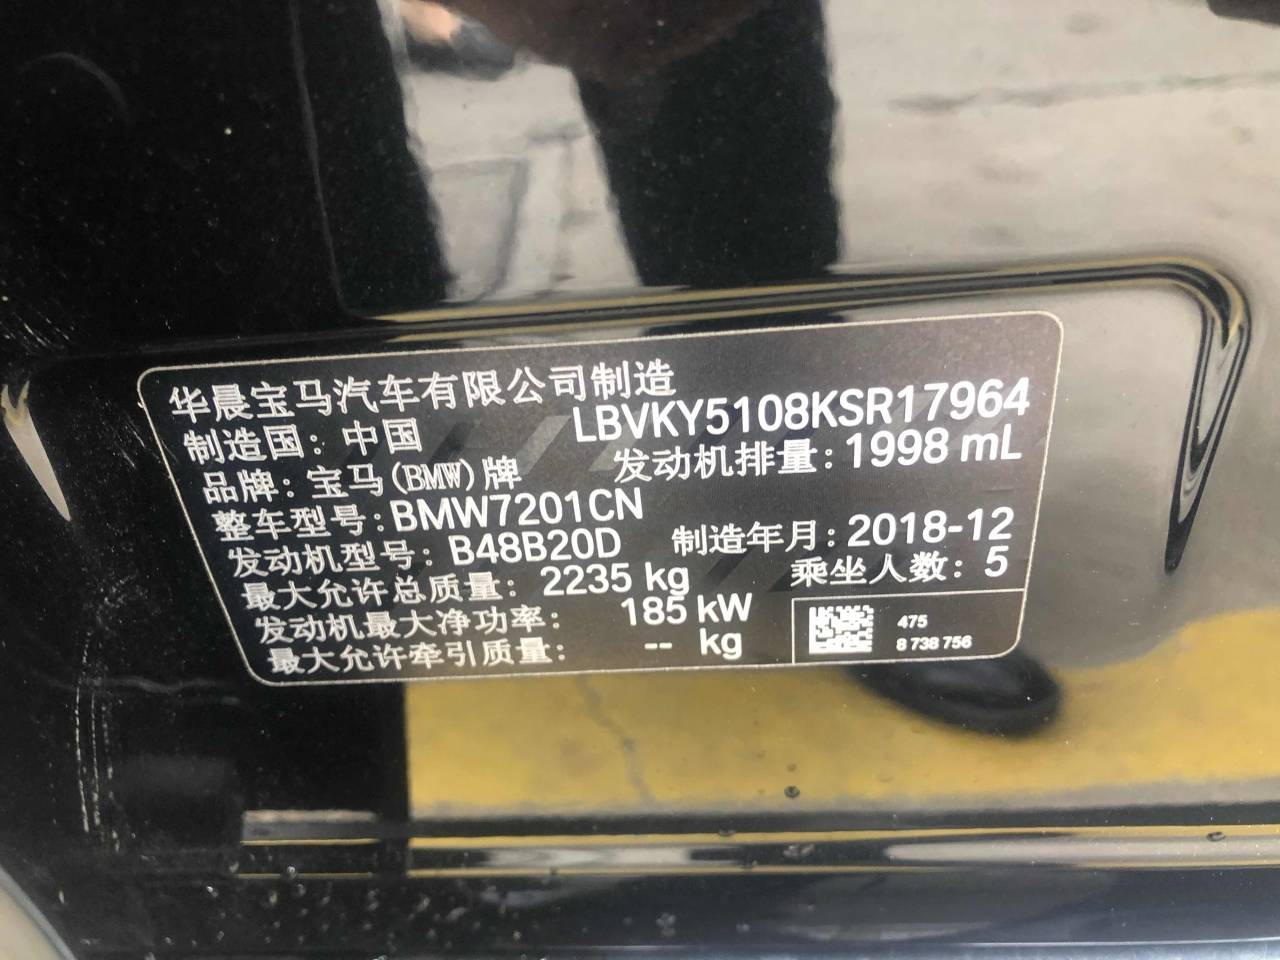 华晨宝马汽车有限公司制造
制造国：中国 LBVKY5108KSR17964
品牌：宝马(BMW)牌 发动机排量：1998 mL
整车型号：BMW7201CN
发动机型号：B48B20D 制造年月：2018-12
最大允许总质量：2235 kg 乘坐人数：5
发动机最大净功率： 185 kW
最大允许牵引质量： -- kg
475
8 738 756